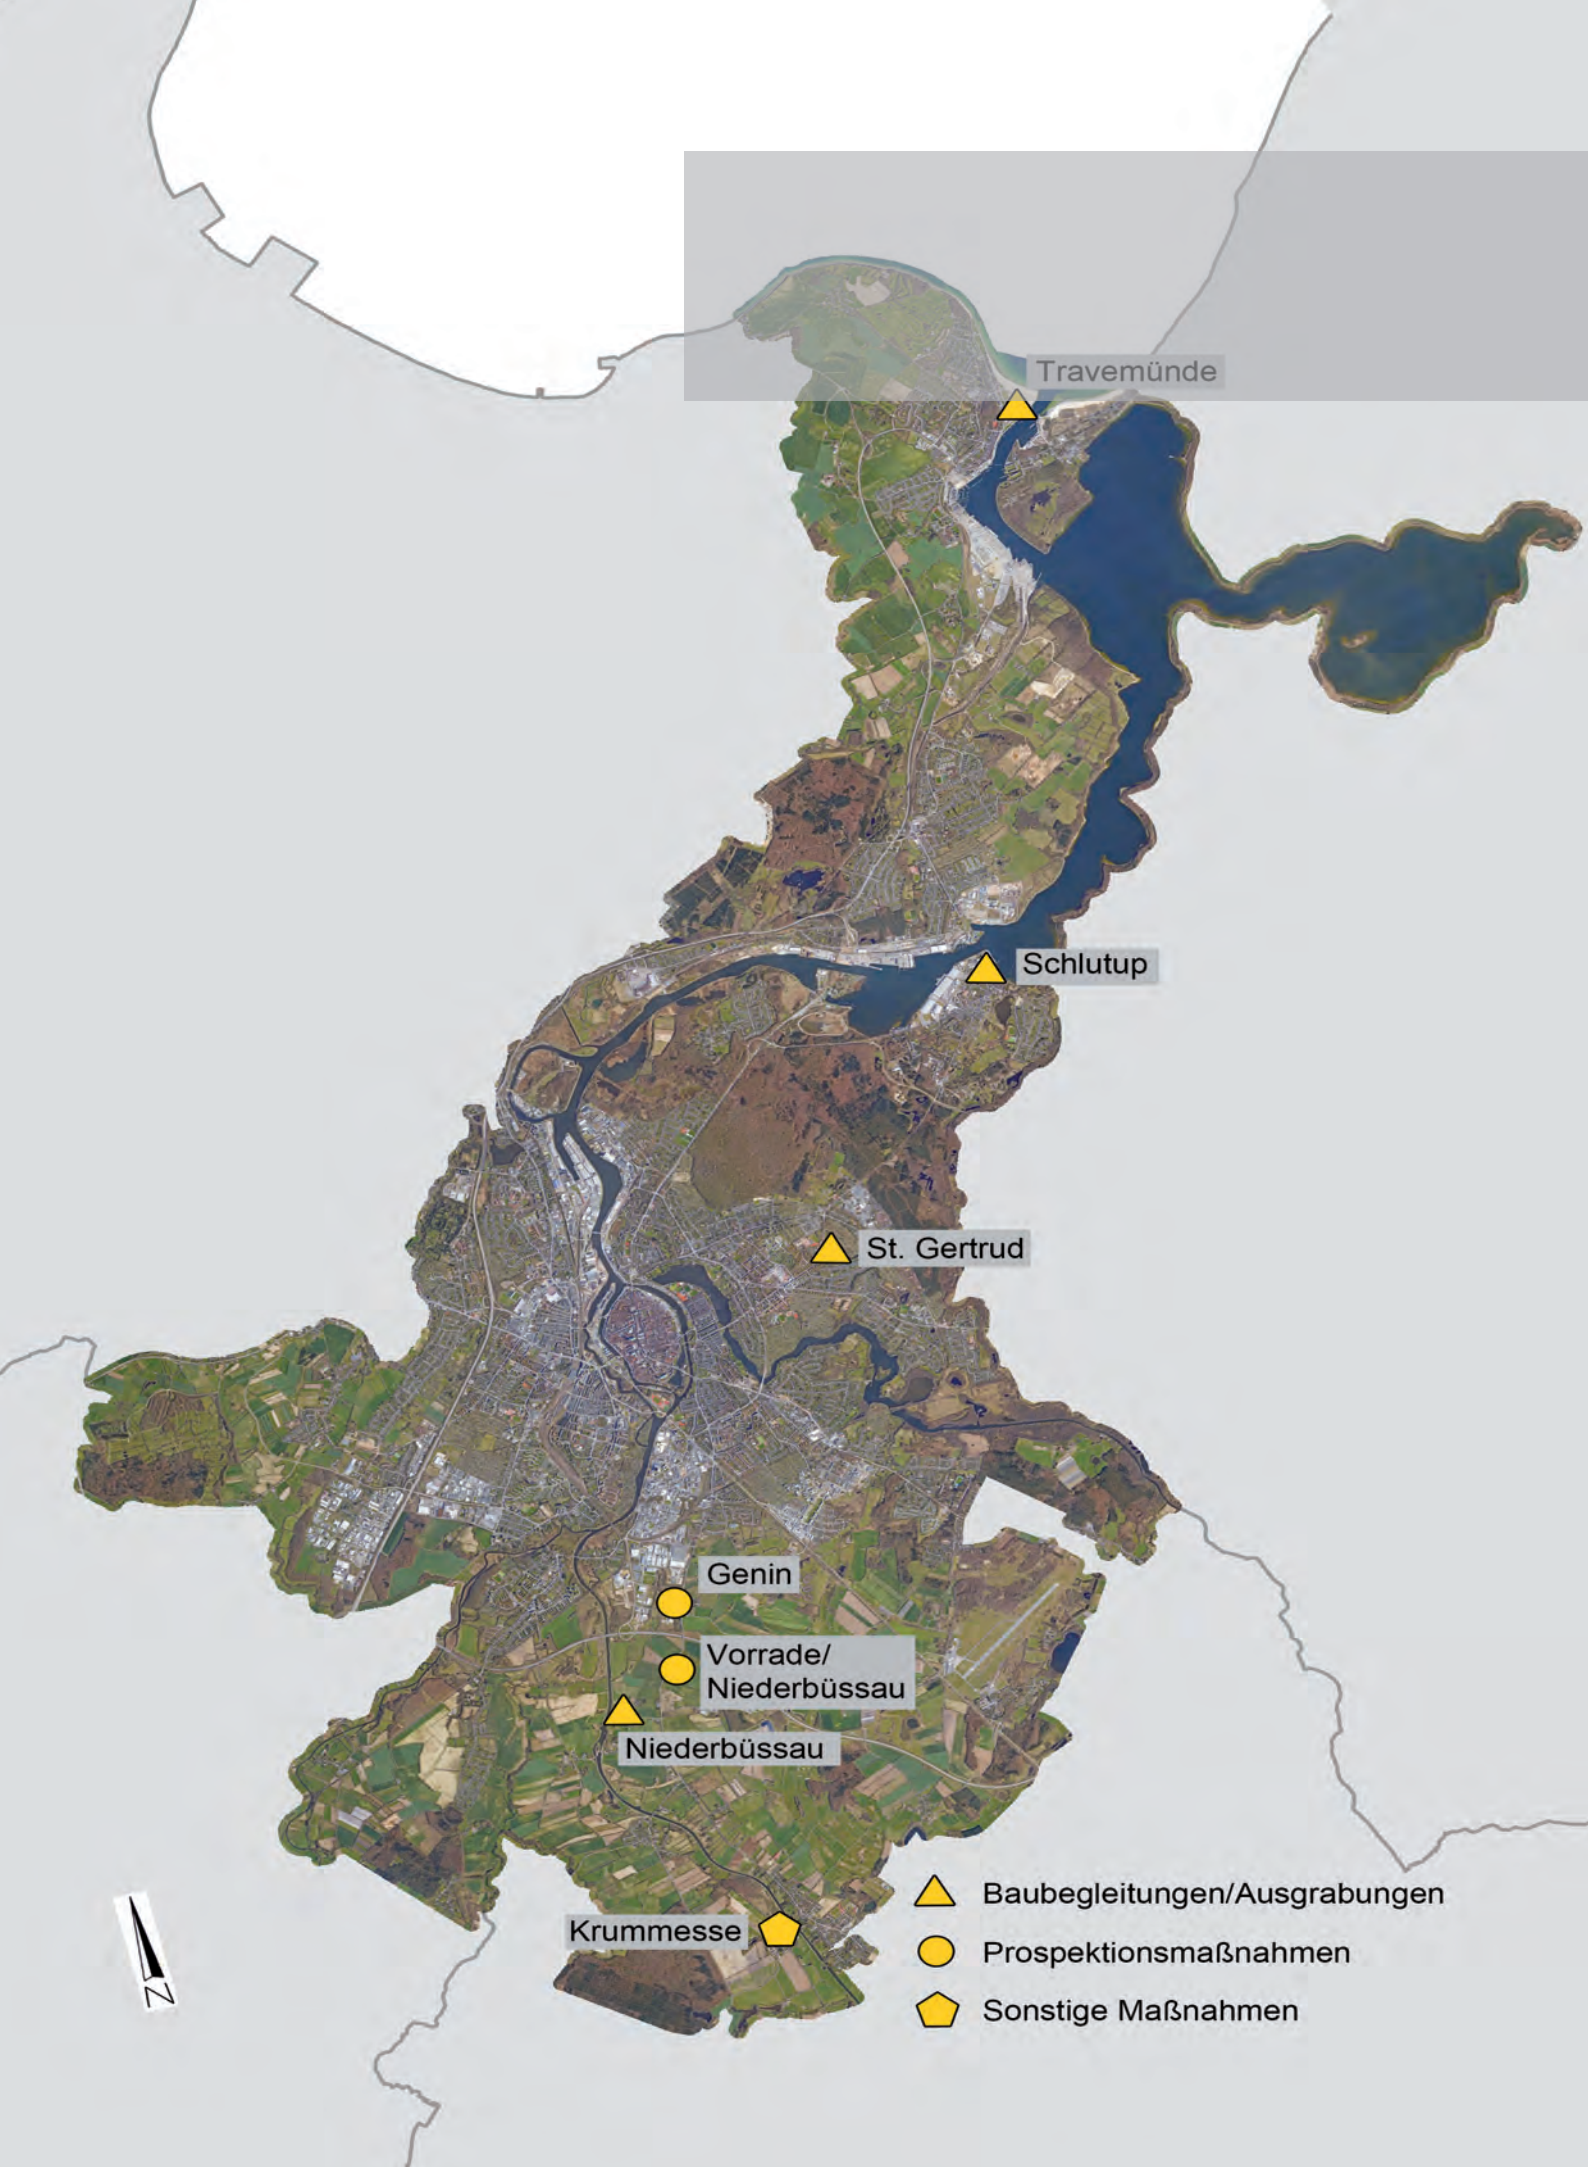 Travemünde
Schlutup
St. Gertrud
Genin
Vorrade/
Niederbüssau
Niederbüssau
Krummesse
Baubegleitungen/Ausgrabungen
Prospektionsmaßnahmen
Sonstige Maßnahmen
N